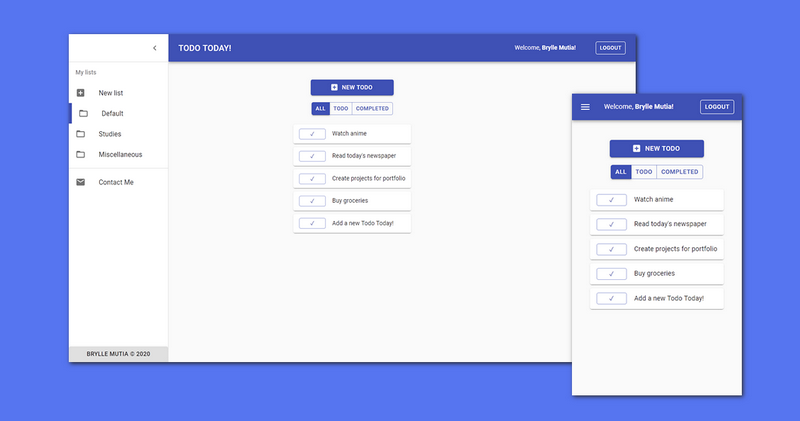 TODO TODAY!
Welcome, Brylle Mutia!
LOGOUT
My lists
New list
Default
Studies
Miscellaneous
Contact Me
BRYLLE MUTIA © 2020
NEW TODO
ALL TODO COMPLETED
✓ Watch anime
✓ Read today's newspaper
✓ Create projects for portfolio
✓ Buy groceries
✓ Add a new Todo Today!
Welcome, Brylle Mutia!
LOGOUT
NEW TODO
ALL TODO COMPLETED
✓ Watch anime
✓ Read today's newspaper
✓ Create projects for portfolio
✓ Buy groceries
✓ Add a new Todo Today!